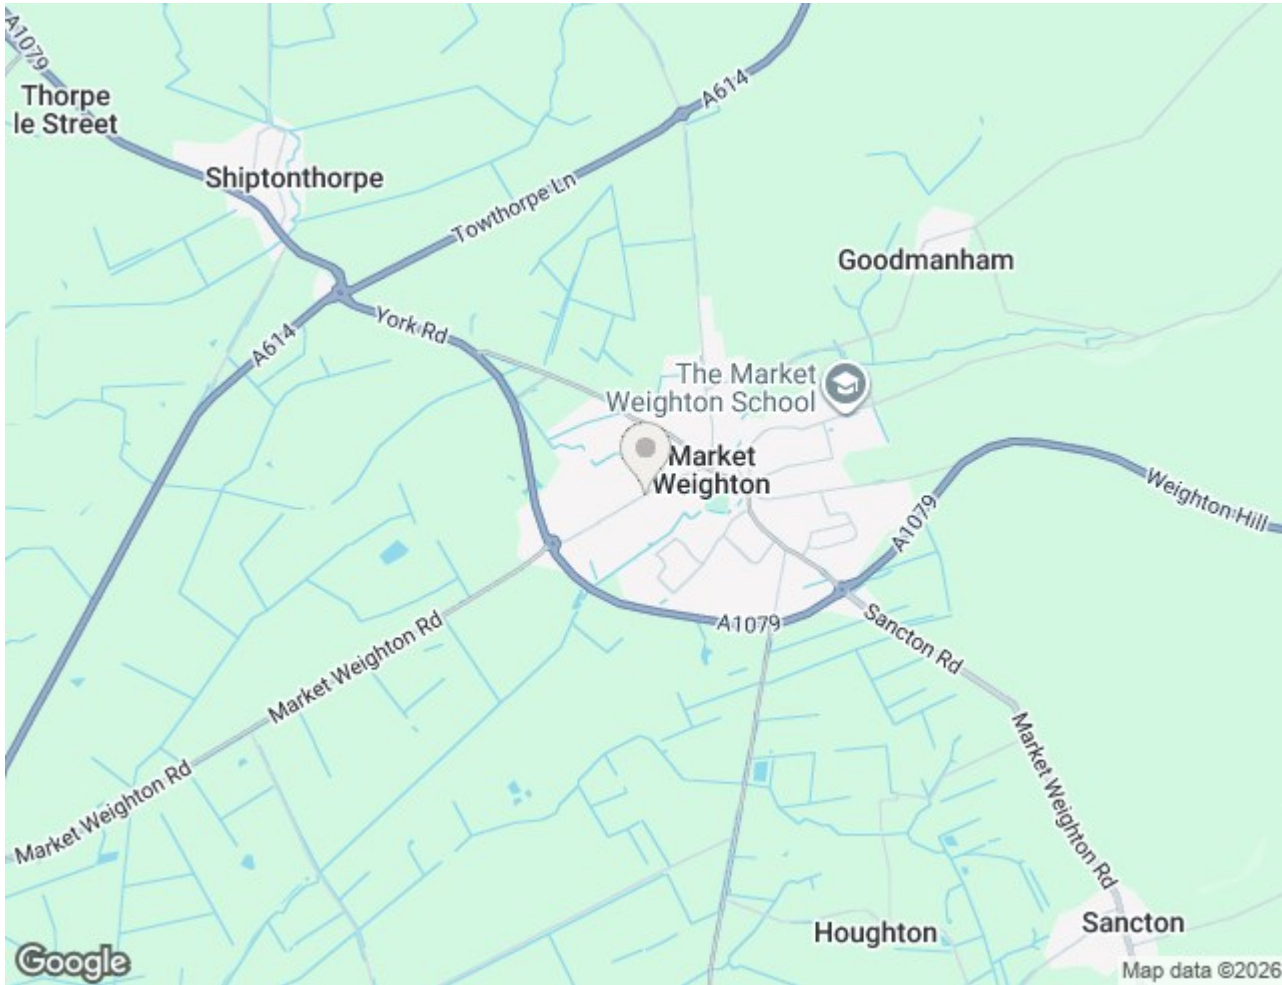 A1079
Thorpe
le Street
Shiptonthorpe
A614
Towthorpe Ln
Goodmanham
York Rd
A614
The Market
Weighton School
Market
Weighton
Weighton Hill
A1079
A1079
Sancton Rd
Market Weighton Rd
Market Weighton Rd
Market Weighton Rd
Houghton
Sancton
Google
Map data ©2026